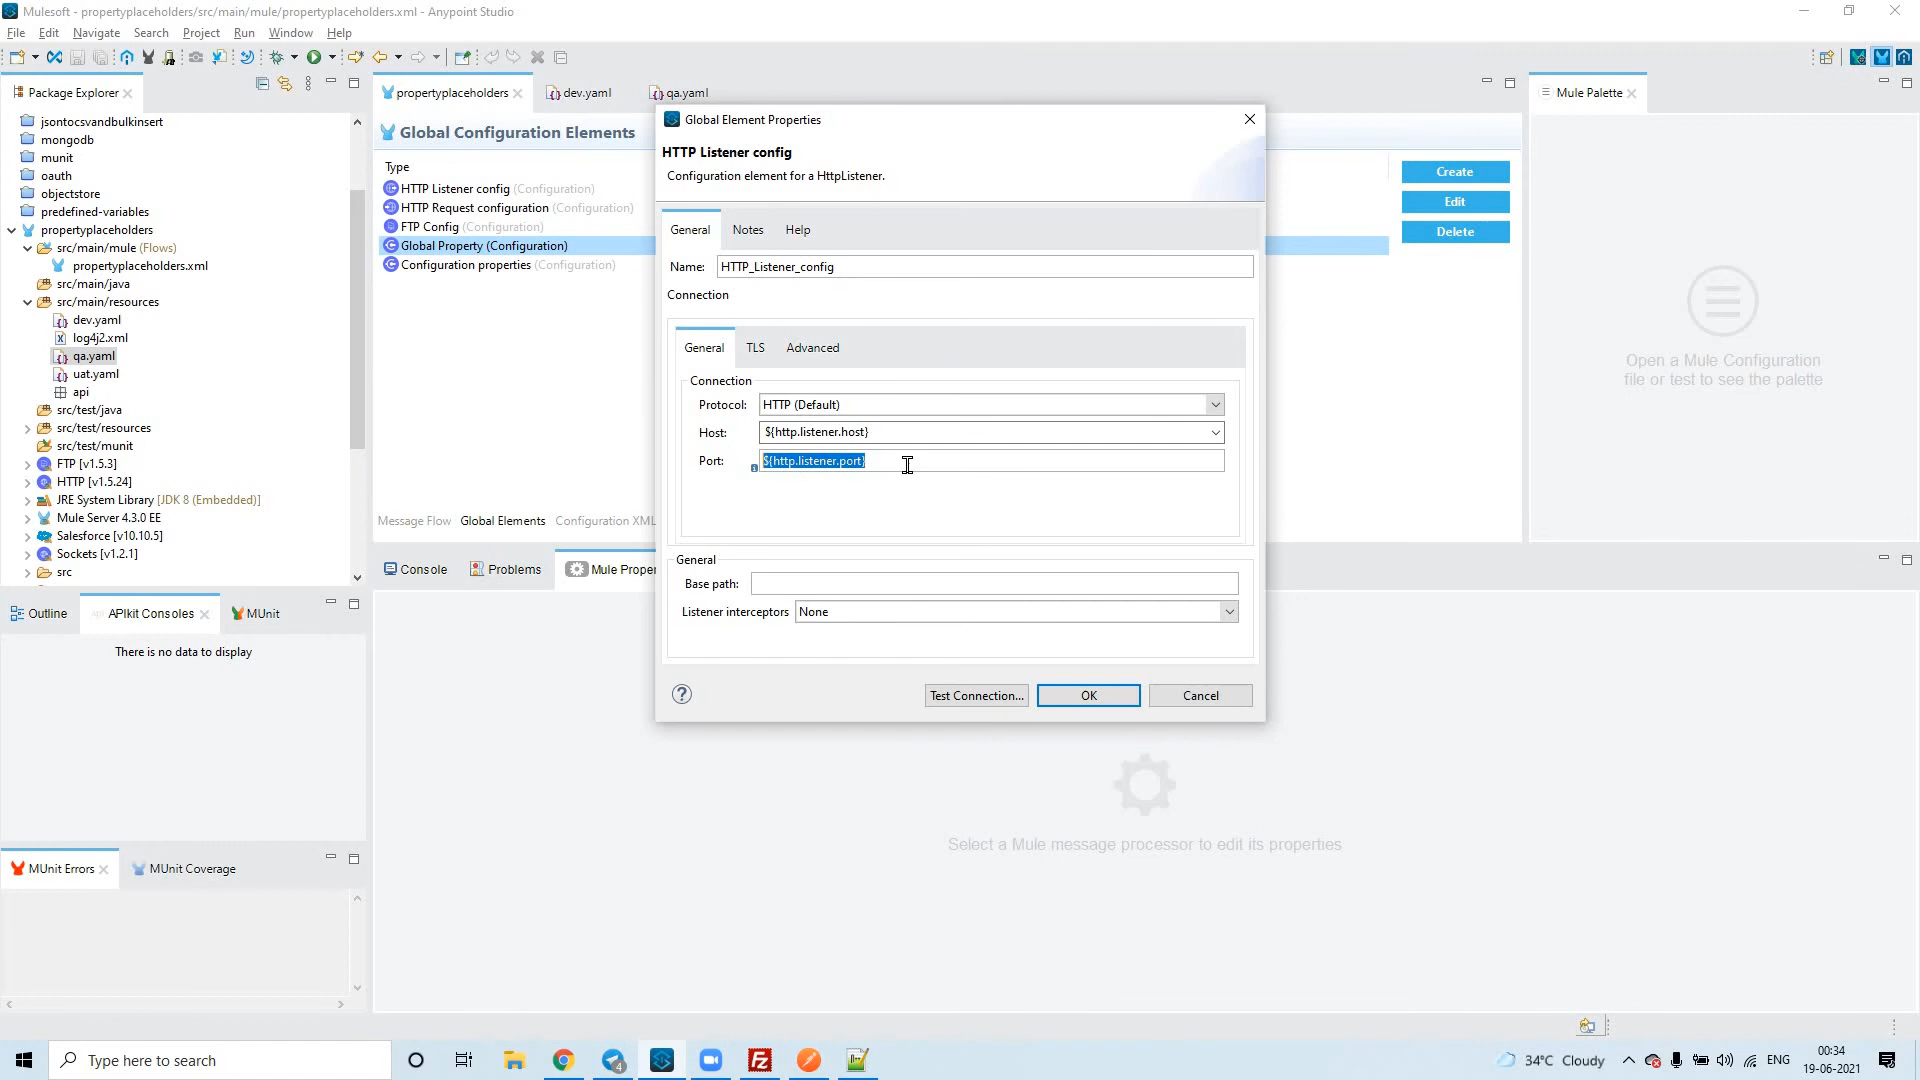 Mulesoft - propertyplaceholders/src/main/mule/propertyplaceholders.xml - Anypoint Studio
File Edit Navigate Search Project Run Window Help
Package Explorer
jsontocsvandbulkinsert
mongodb
munit
oauth
objectstore
predefined-variables
propertyplaceholders
src/main/mule (Flows)
propertyplaceholders.xml
src/main/java
src/main/resources
dev.yaml
log4j2.xml
qa.yaml
uat.yaml
api
src/test/java
src/test/resources
src/test/munit
FTP [v1.5.3]
HTTP [v1.5.24]
JRE System Library [JDK 8 (Embedded)]
Mule Server 4.3.0 EE
Salesforce [v10.10.5]
Sockets [v1.2.1]
src
propertyplaceholders dev.yaml qa.yaml
Global Configuration Elements
Type
HTTP Listener config (Configuration)
HTTP Request configuration (Configuration)
FTP Config (Configuration)
Global Property (Configuration)
Configuration properties (Configuration)
Create
Edit
Delete
Message Flow Global Elements Configuration XML
Global Element Properties
HTTP Listener config
Configuration element for a HttpListener.
General Notes Help
Name: HTTP_Listener_config
Connection
General TLS Advanced
Connection
Protocol: HTTP (Default)
Host: ${http.listener.host}
Port: ${http.listener.port}
General
Base path:
Listener interceptors None
Test Connection... OK Cancel
Mule Palette
Open a Mule Configuration
file or test to see the palette
Console Problems Mule Proper
Select a Mule message processor to edit its properties
Outline APIkit Consoles MUnit
There is no data to display
MUnit Errors MUnit Coverage
Type here to search
4
34°C Cloudy
ENG
00:34
19-06-2021